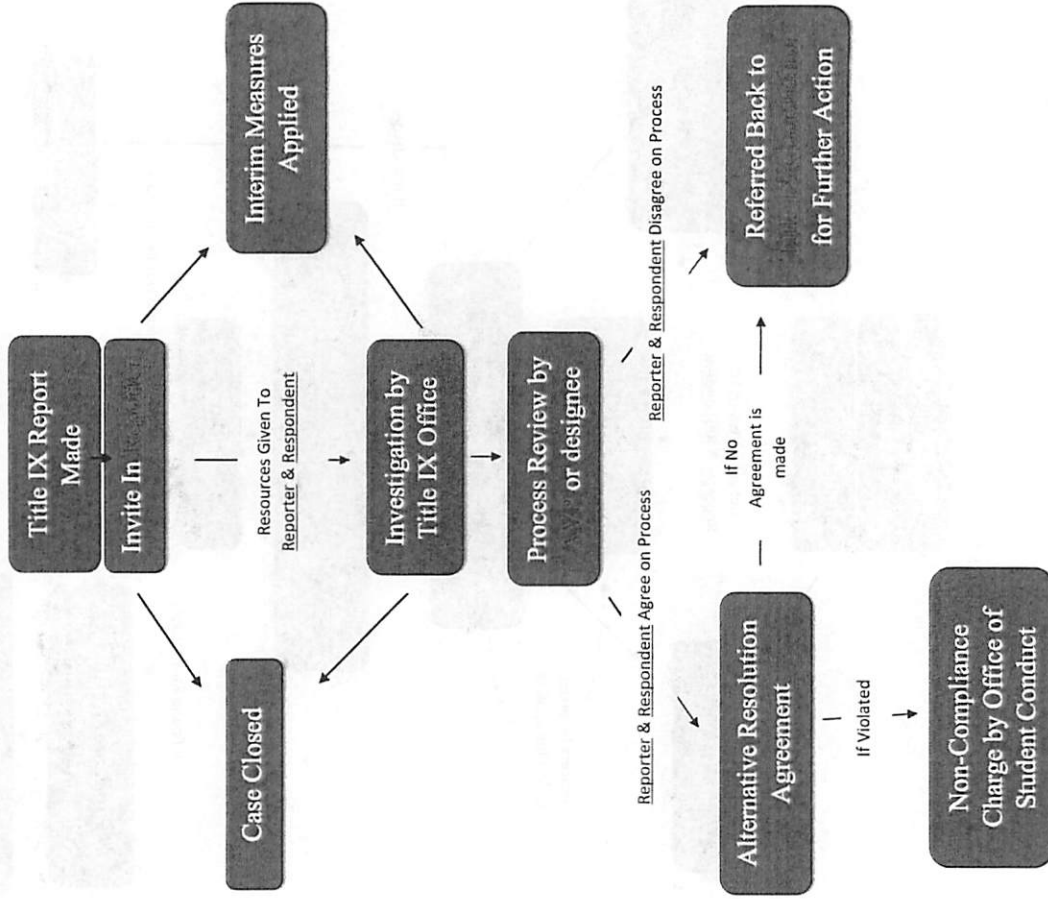 Title IX Report
Made
Invite In
Case Closed
Interim Measures
Applied
Resources Given To
Reporter & Respondent
Investigation by
Title IX Office
Process Review by
or designee
Reporter & Respondent Agree on Process
Reporter & Respondent Disagree on Process
Alternative Resolution
Agreement
If No
Agreement is
made
Referred Back to
for Further Action
If Violated
Non-Compliance
Charge by Office of
Student Conduct